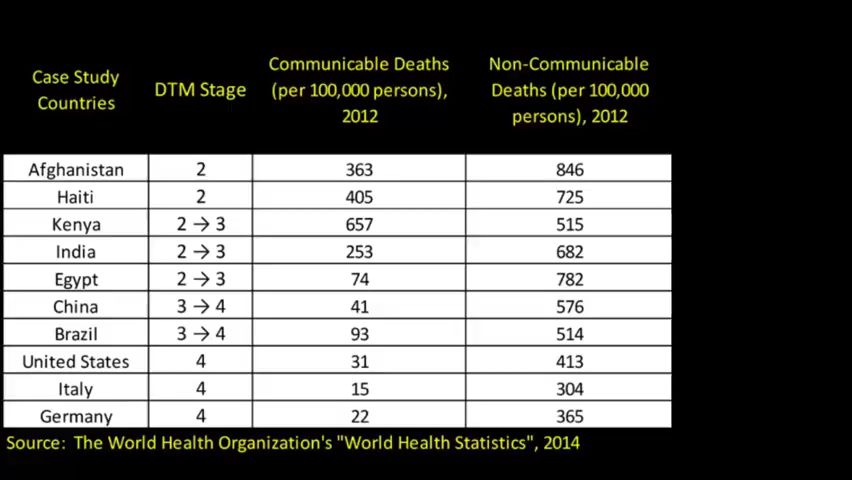 Case Study Countries DTM Stage Communicable Deaths (per 100,000 persons), 2012 Non-Communicable Deaths (per 100,000 persons), 2012
Afghanistan 2 363 846
Haiti 2 405 725
Kenya 2 → 3 657 515
India 2 → 3 253 682
Egypt 2 → 3 74 782
China 3 → 4 41 576
Brazil 3 → 4 93 514
United States 4 31 413
Italy 4 15 304
Germany 4 22 365
Source: The World Health Organization's "World Health Statistics", 2014